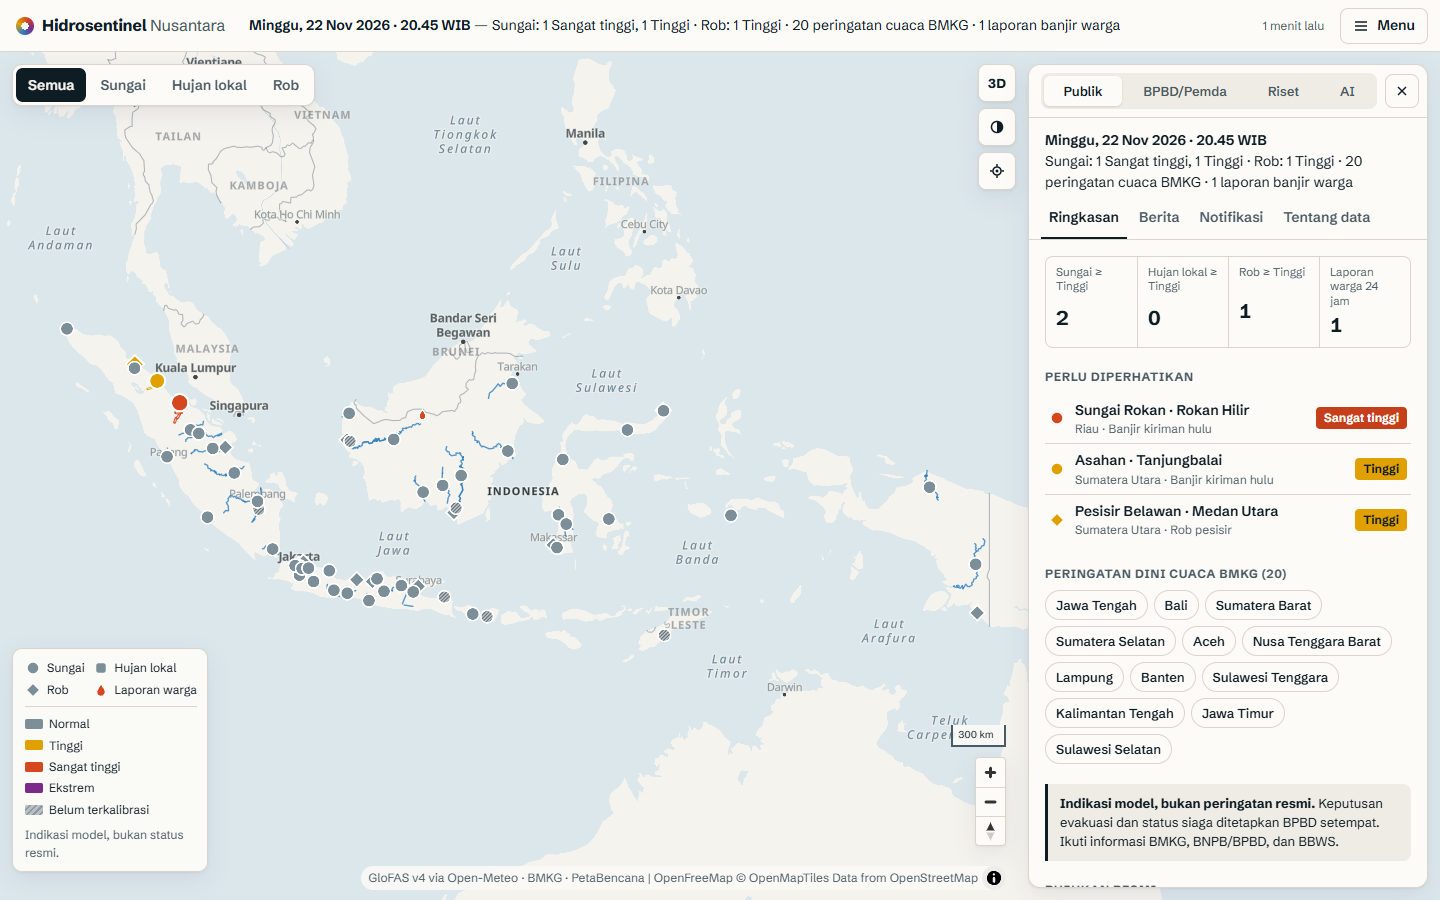 Hidrosentinel Nusantara
Minggu, 22 Nov 2026 · 20.45 WIB — Sungai: 1 Sangat tinggi, 1 Tinggi · Rob: 1 Tinggi · 20 peringatan cuaca BMKG · 1 laporan banjir warga
1 menit lalu
Menu
Semua
Sungai
Hujan lokal
Rob
3D
Vientiane
VIETNAM
TAILAN
Laut
Tiongkok
Selatan
Manila
KAMBOJA
FILIPINA
Kota Ho Chi Minh
Cebu City
Laut
Andaman
Laut
Sulu
Kota Davao
Bandar Seri
Begawan
BRUNEI
MALAYSIA
Kuala Lumpur
Tarakan
Laut
Sulawesi
Singapura
Padang
Palembang
INDONESIA
Makassar
Laut
Jawa
Jakarta
Surabaya
Laut
Banda
TIMOR
LESTE
Laut
Arafura
Laut
Timor
Darwin
Teluk
300 km
Sungai
Hujan lokal
Rob
Laporan warga
Normal
Tinggi
Sangat tinggi
Ekstrem
Belum terkalibrasi
Indikasi model, bukan status
resmi.
GloFAS v4 via Open-Meteo · BMKG · PetaBencana | OpenFreeMap © OpenMapTiles Data from OpenStreetMap
Publik
BPBD/Pemda
Riset
AI
Minggu, 22 Nov 2026 · 20.45 WIB
Sungai: 1 Sangat tinggi, 1 Tinggi · Rob: 1 Tinggi · 20
peringatan cuaca BMKG · 1 laporan banjir warga
Ringkasan
Berita
Notifikasi
Tentang data
Sungai ≥
Tinggi
2
Hujan lokal ≥
Tinggi
0
Rob ≥ Tinggi
1
Laporan
warga 24
jam
1
PERLU DIPERHATIKAN
Sungai Rokan · Rokan Hilir
Riau · Banjir kiriman hulu
Sangat tinggi
Asahan · Tanjungbalai
Sumatera Utara · Banjir kiriman hulu
Tinggi
Pesisir Belawan · Medan Utara
Sumatera Utara · Rob pesisir
Tinggi
PERINGATAN DINI CUACA BMKG (20)
Jawa Tengah
Bali
Sumatera Barat
Sumatera Selatan
Aceh
Nusa Tenggara Barat
Lampung
Banten
Sulawesi Tenggara
Kalimantan Tengah
Jawa Timur
Sulawesi Selatan
Indikasi model, bukan peringatan resmi. Keputusan
evakuasi dan status siaga ditetapkan BPBD setempat.
Ikuti informasi BMKG, BNPB/BPBD, dan BBWS.